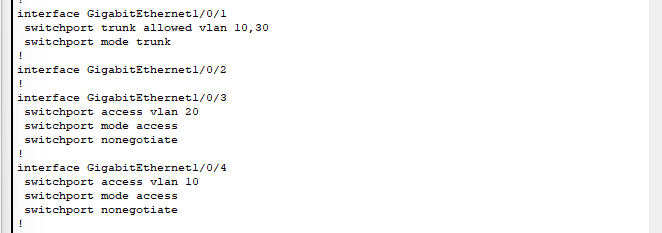 !
interface GigabitEthernet1/0/1
 switchport trunk allowed vlan 10,30
 switchport mode trunk
!
interface GigabitEthernet1/0/2
!
interface GigabitEthernet1/0/3
 switchport access vlan 20
 switchport mode access
 switchport nonegotiate
!
interface GigabitEthernet1/0/4
 switchport access vlan 10
 switchport mode access
 switchport nonegotiate
!